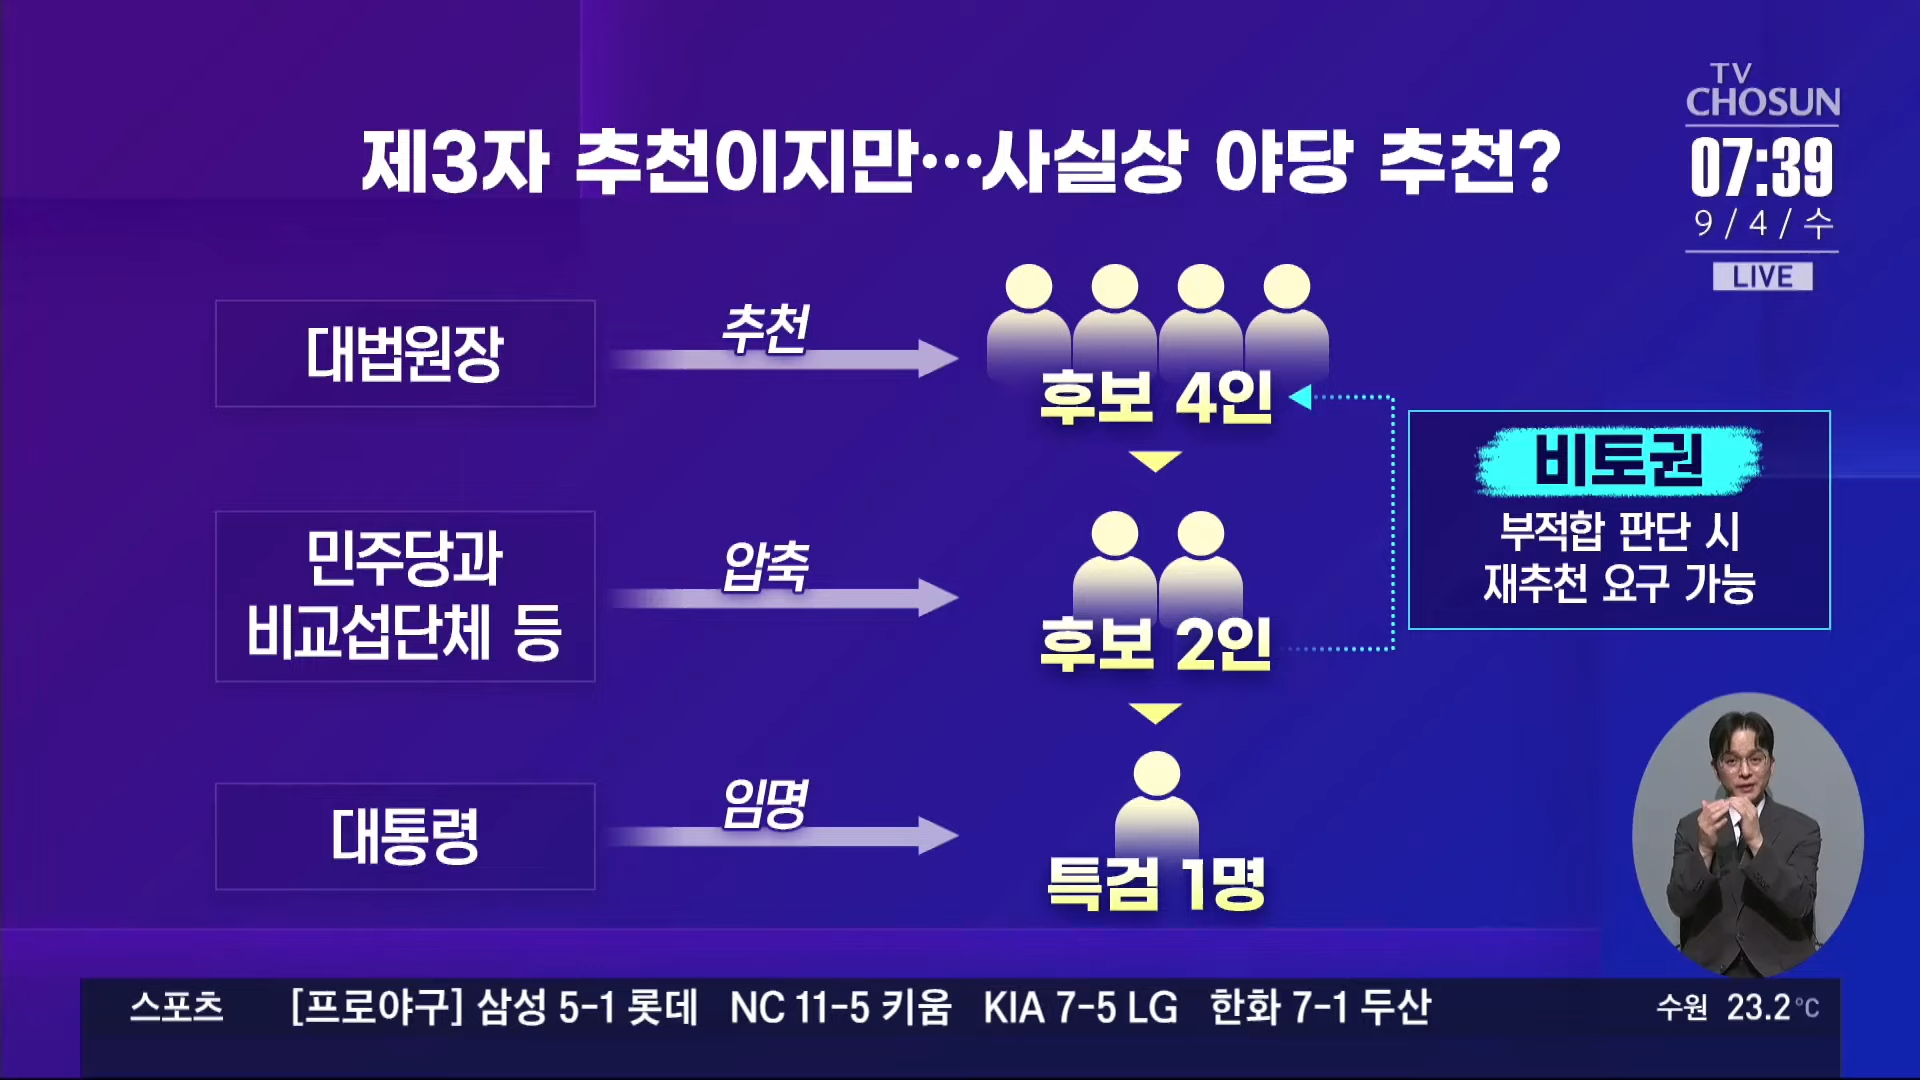 TV
CHOSUN
07:39
9 / 4 / 수
LIVE
제3자 추천이지만…사실상 야당 추천?
대법원장
추천
후보 4인
민주당과
비교섭단체 등
압축
후보 2인
비토권
부적합 판단 시
재추천 요구 가능
대통령
임명
특검 1명
스포츠 [프로야구] 삼성 5-1 롯데 NC 11-5 키움 KIA 7-5 LG 한화 7-1 두산
수원 23.2℃